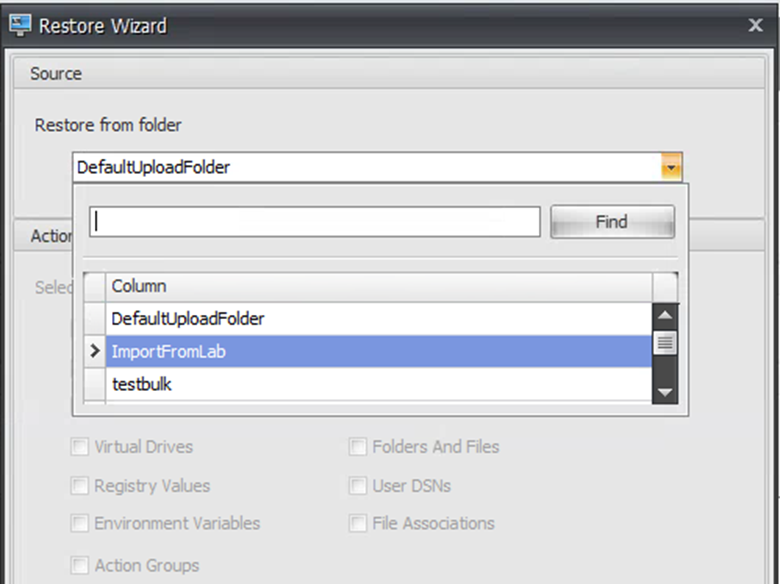 Restore Wizard
Source
Restore from folder
DefaultUploadFolder
Find
Action
Selec
Column
DefaultUploadFolder
ImportFromLab
testbulk
Virtual Drives Folders And Files
Registry Values User DSNs
Environment Variables File Associations
Action Groups